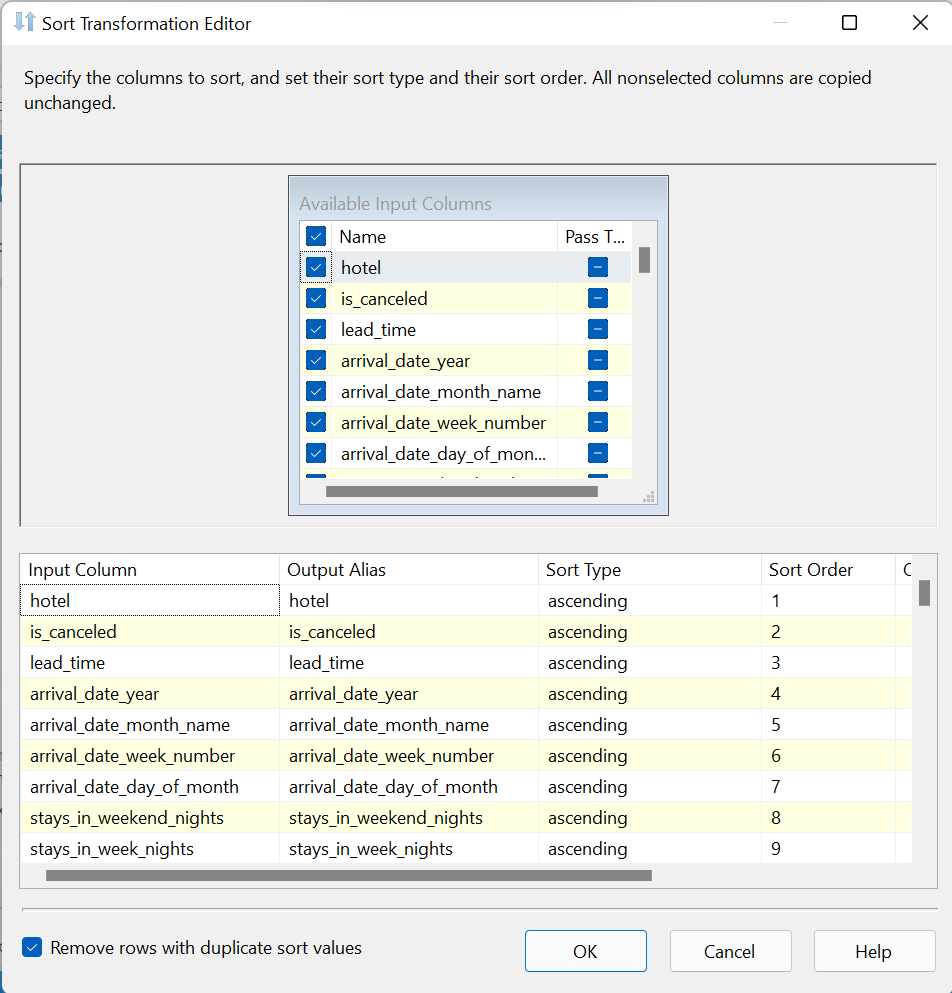 Sort Transformation Editor
Specify the columns to sort, and set their sort type and their sort order. All nonselected columns are copied
unchanged.
Available Input Columns
Name Pass T...
hotel
is_canceled
lead_time
arrival_date_year
arrival_date_month_name
arrival_date_week_number
arrival_date_day_of_mon...
Input Column Output Alias Sort Type Sort Order
hotel hotel ascending 1
is_canceled is_canceled ascending 2
lead_time lead_time ascending 3
arrival_date_year arrival_date_year ascending 4
arrival_date_month_name arrival_date_month_name ascending 5
arrival_date_week_number arrival_date_week_number ascending 6
arrival_date_day_of_month arrival_date_day_of_month ascending 7
stays_in_weekend_nights stays_in_weekend_nights ascending 8
stays_in_week_nights stays_in_week_nights ascending 9
Remove rows with duplicate sort values
OK Cancel Help